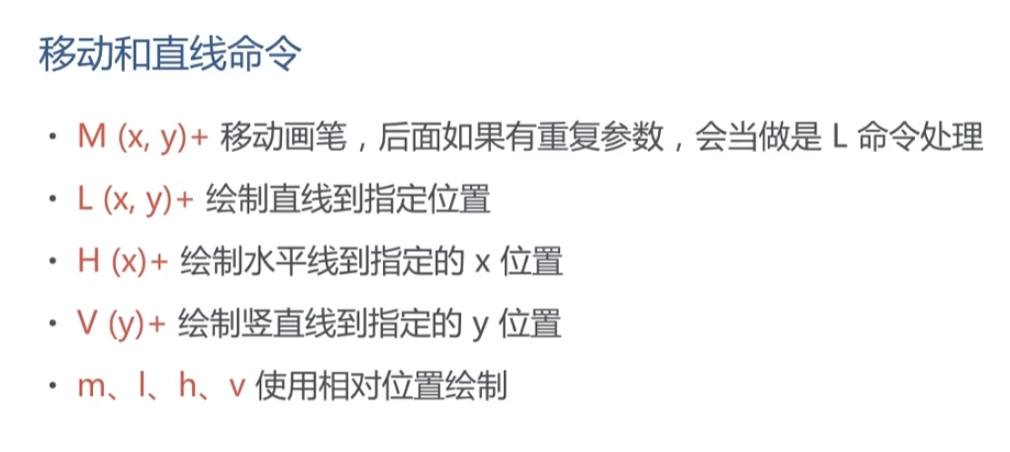 移动和直线命令
• M (x, y)+ 移动画笔，后面如果有重复参数，会当做是 L 命令处理
• L (x, y)+ 绘制直线到指定位置
• H (x)+ 绘制水平线到指定的 x 位置
• V (y)+ 绘制竖直线到指定的 y 位置
• m、l、h、v 使用相对位置绘制